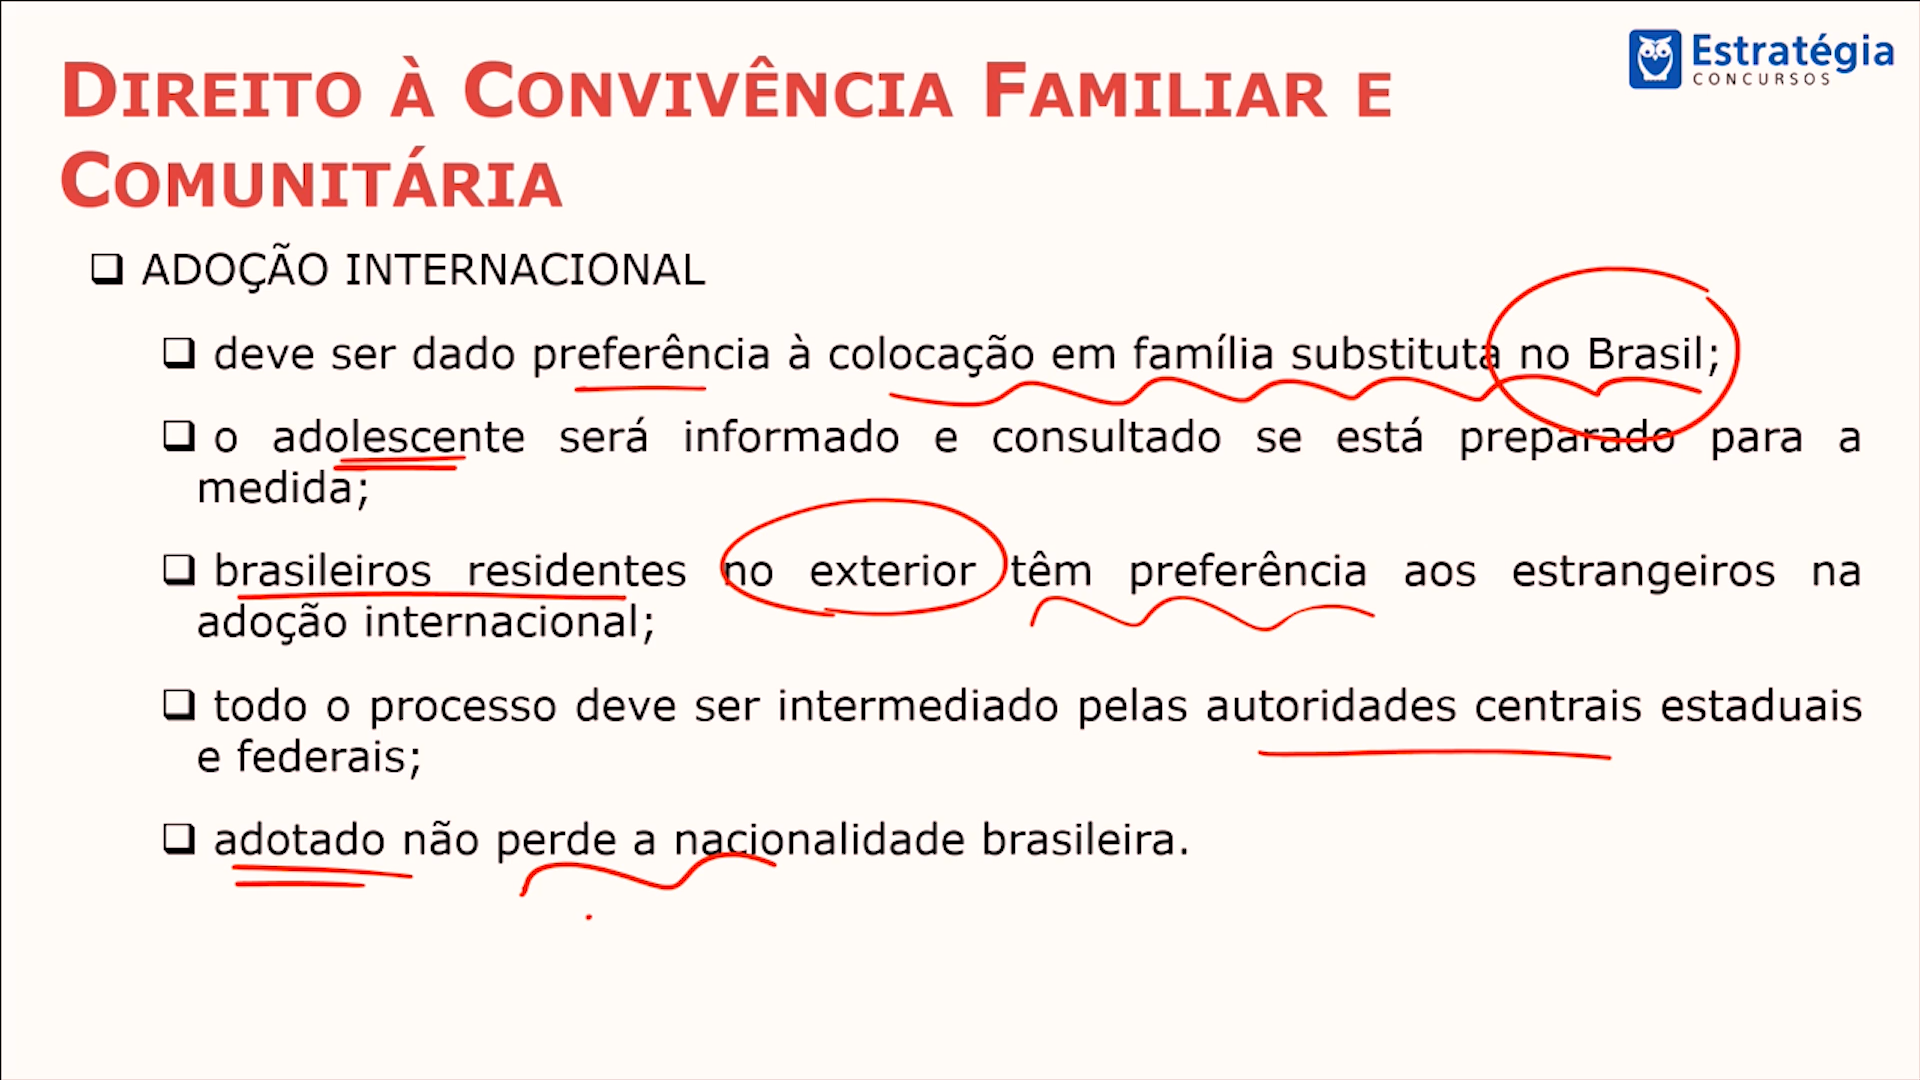 Estratégia
CONCURSOS
DIREITO À CONVIVÊNCIA FAMILIAR E
COMUNITÁRIA
ADOÇÃO INTERNACIONAL
deve ser dado preferência à colocação em família substituta no Brasil;
o adolescente será informado e consultado se está preparado para a
medida;
brasileiros residentes no exterior têm preferência aos estrangeiros na
adoção internacional;
todo o processo deve ser intermediado pelas autoridades centrais estaduais
e federais;
adotado não perde a nacionalidade brasileira.